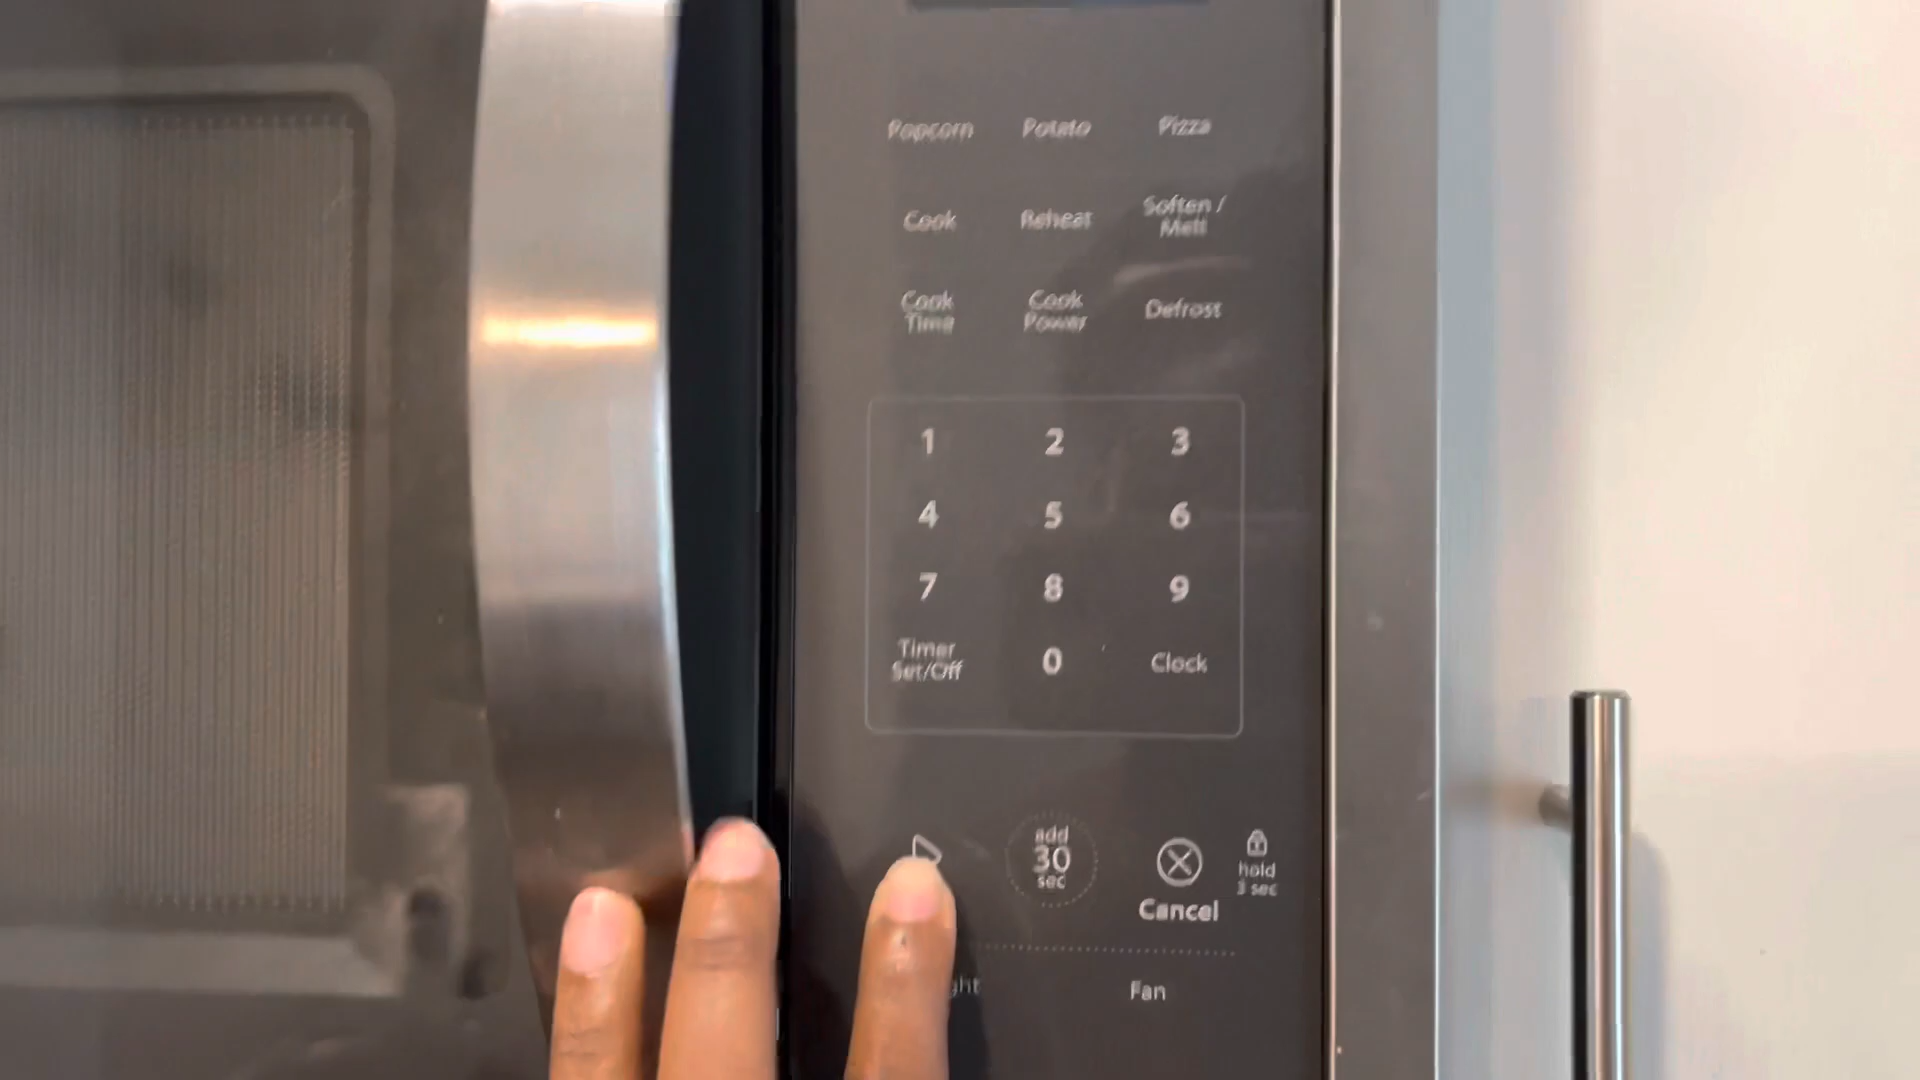 Popcorn Potato Pizza
Cook Reheat Soften /
Melt
Cook Cook Defrost
Time Power
1 2 3
4 5 6
7 8 9
Timer
Set/Off 0 Clock
add
30
sec
Cancel
hold
3 sec
ght Fan